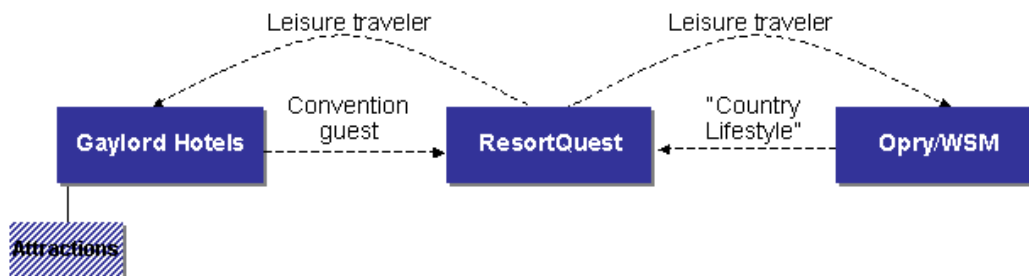 Leisure traveler
Leisure traveler
Convention
guest
"Country
Lifestyle"
Gaylord Hotels
ResortQuest
Opry/WSM
Attractions